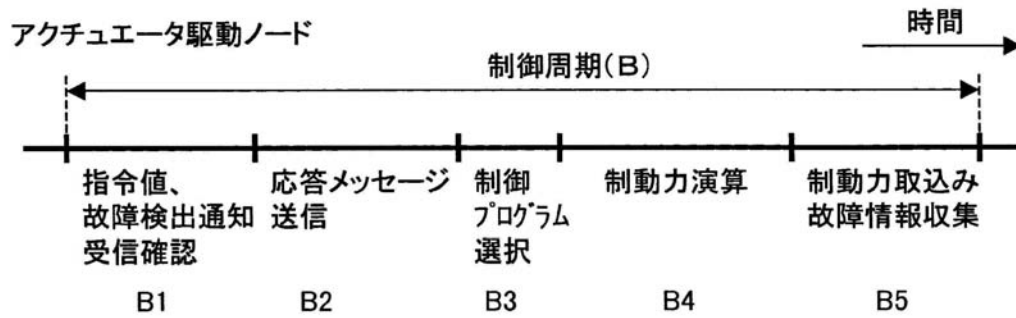 アクチュエータ駆動ノード
時間
制御周期(B)
指令値、
故障検出通知
受信確認
応答メッセージ
送信
制御
プログラム
選択
制動力演算
制動力取込み
故障情報収集
B1
B2
B3
B4
B5